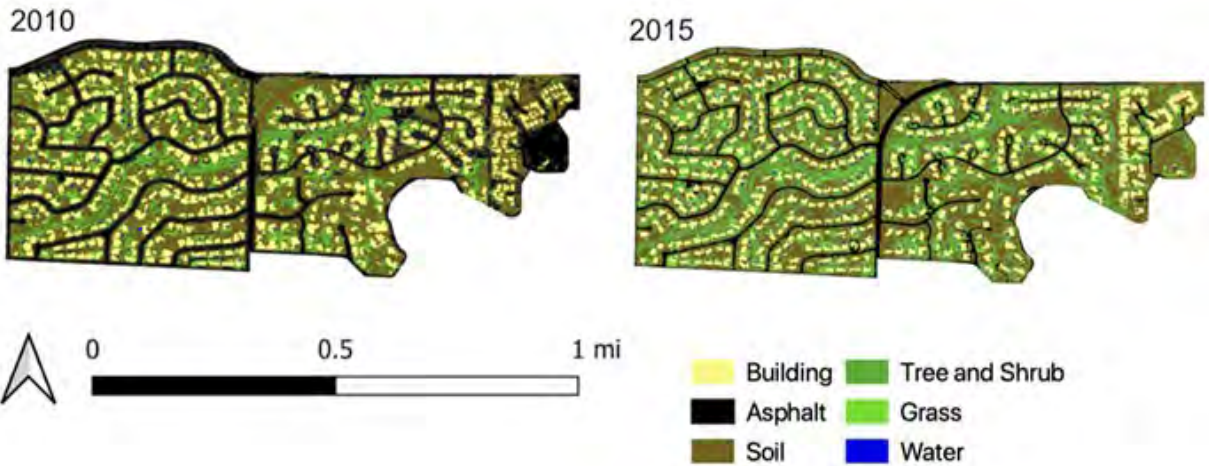 2010
2015
0 0.5 1 mi
Building Tree and Shrub
Asphalt Grass
Soil Water